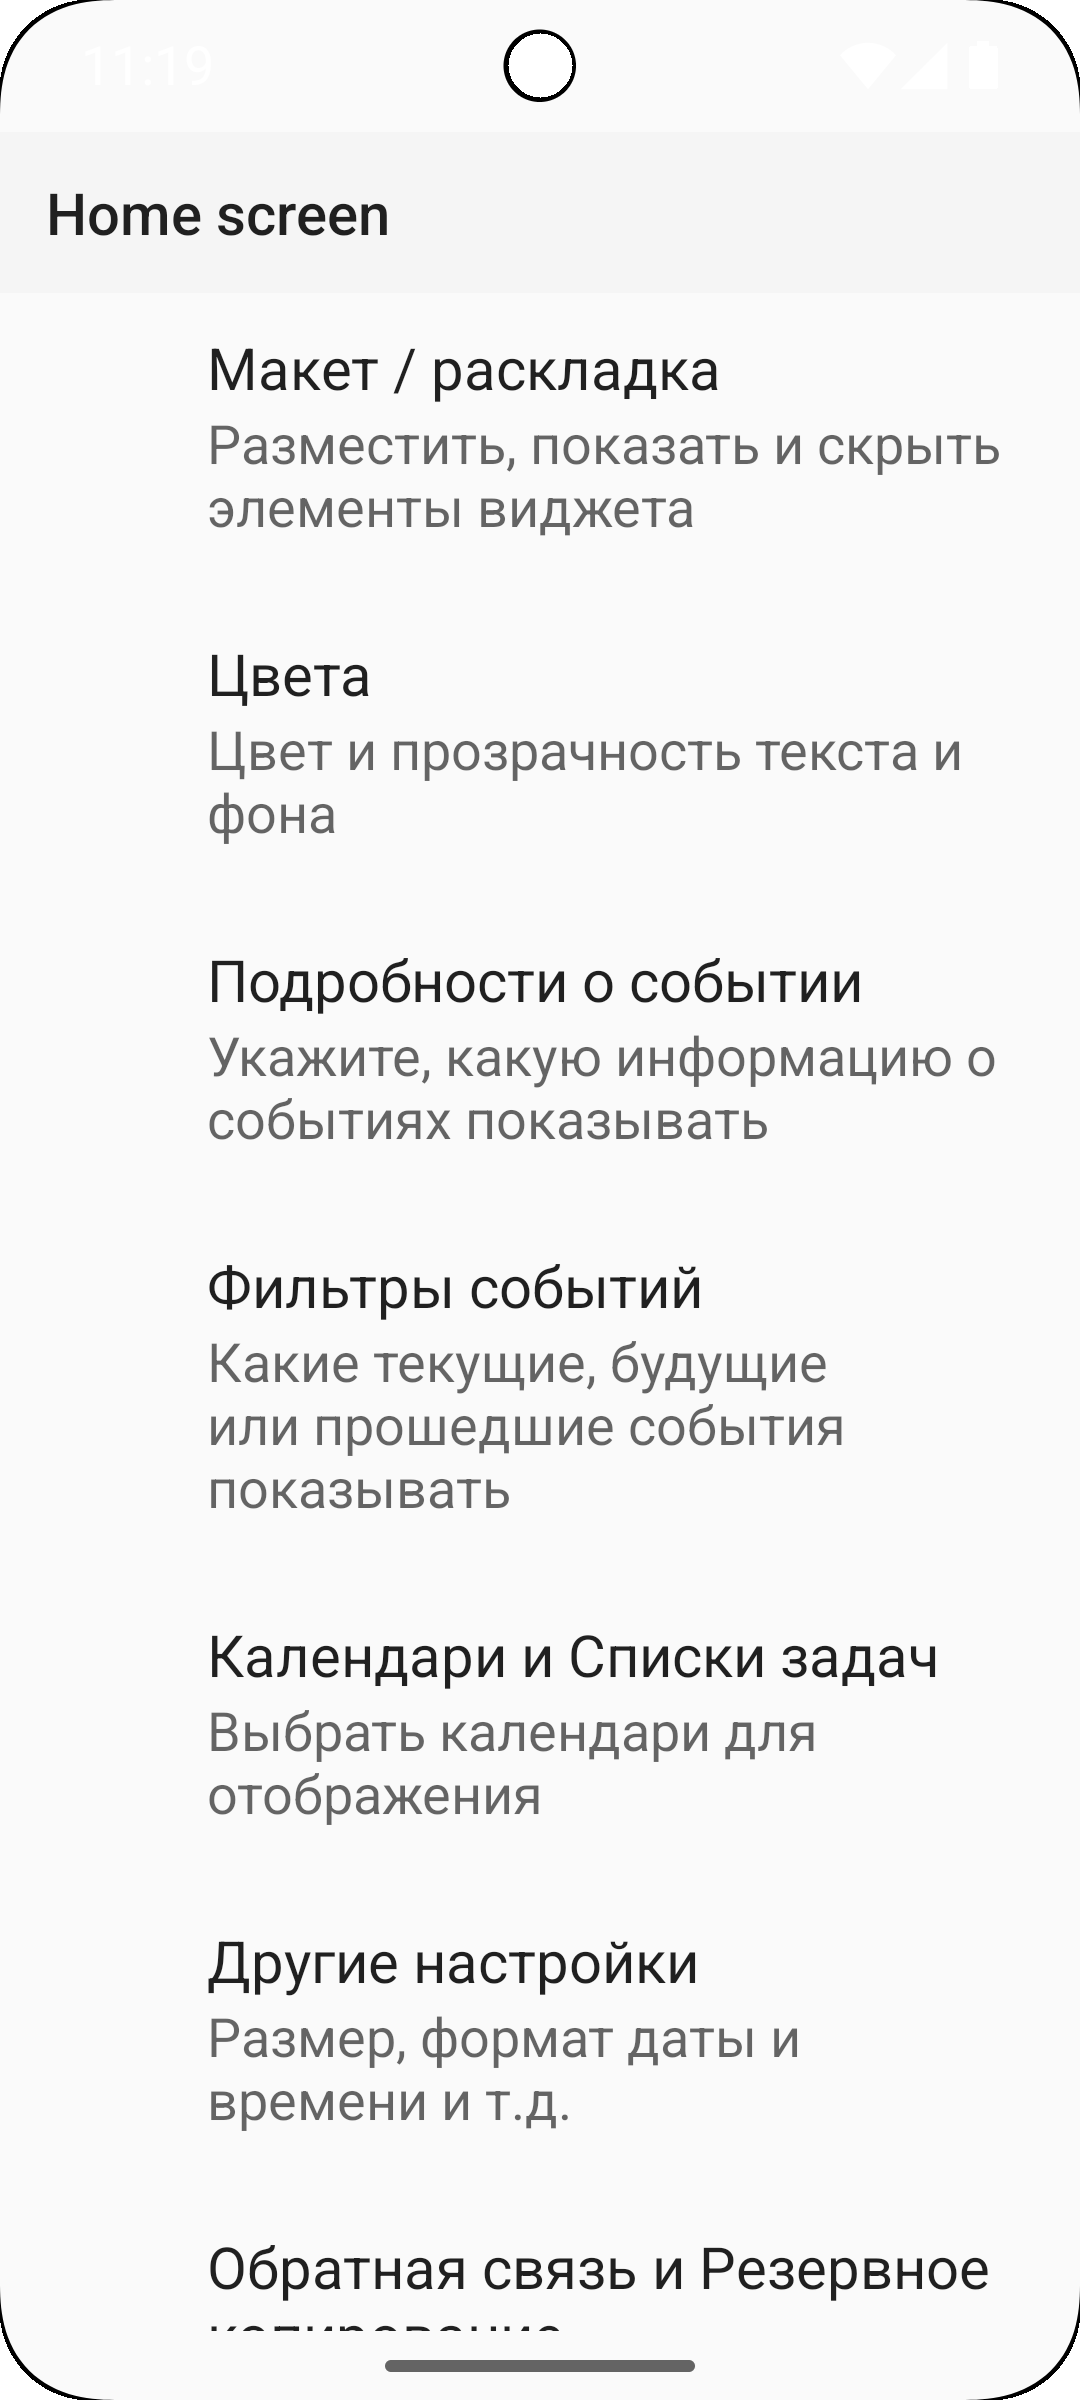 11:19
Home screen
Макет / раскладка
Разместить, показать и скрыть
элементы виджета
Цвета
Цвет и прозрачность текста и
фона
Подробности о событии
Укажите, какую информацию о
событиях показывать
Фильтры событий
Какие текущие, будущие
или прошедшие события
показывать
Календари и Списки задач
Выбрать календари для
отображения
Другие настройки
Размер, формат даты и
времени и т.д.
Обратная связь и Резервное
копирование